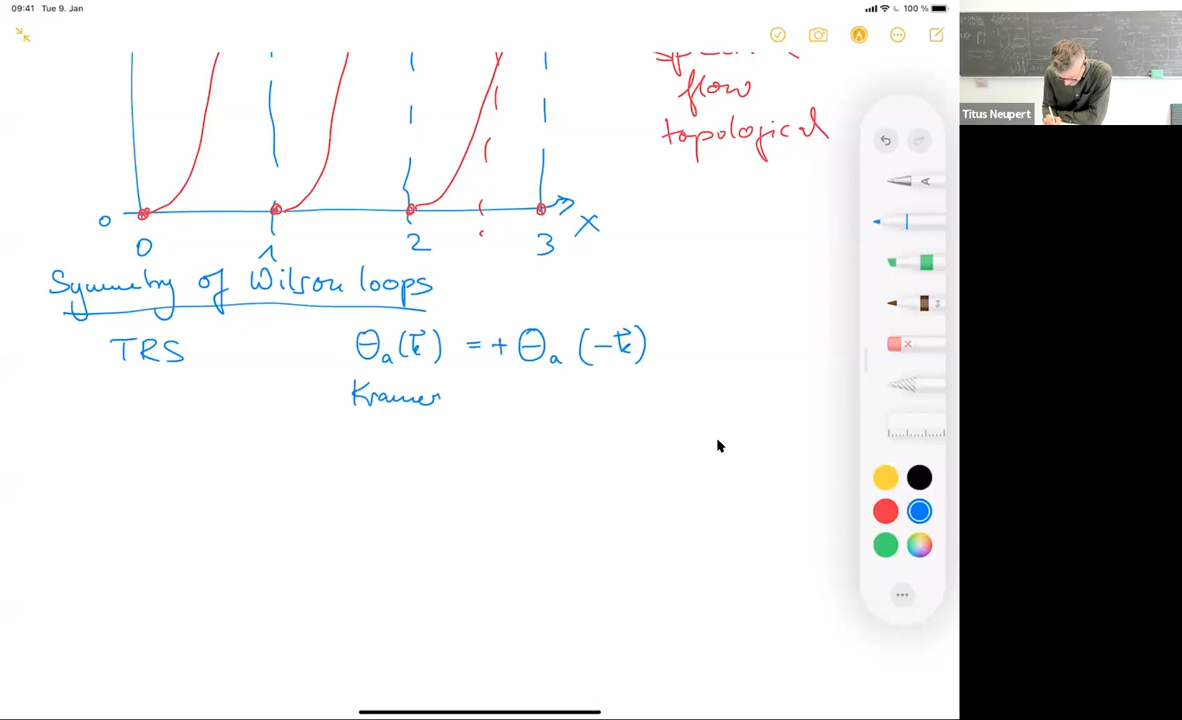 09:41 Tue 9. Jan 100 %
flow
topological
0
0 1 2 3 X
Symmetry of Wilson loops
TRS Θₐ(k⃗) = + Θₐ(-k⃗)
Kramer
A
Titus Neupert